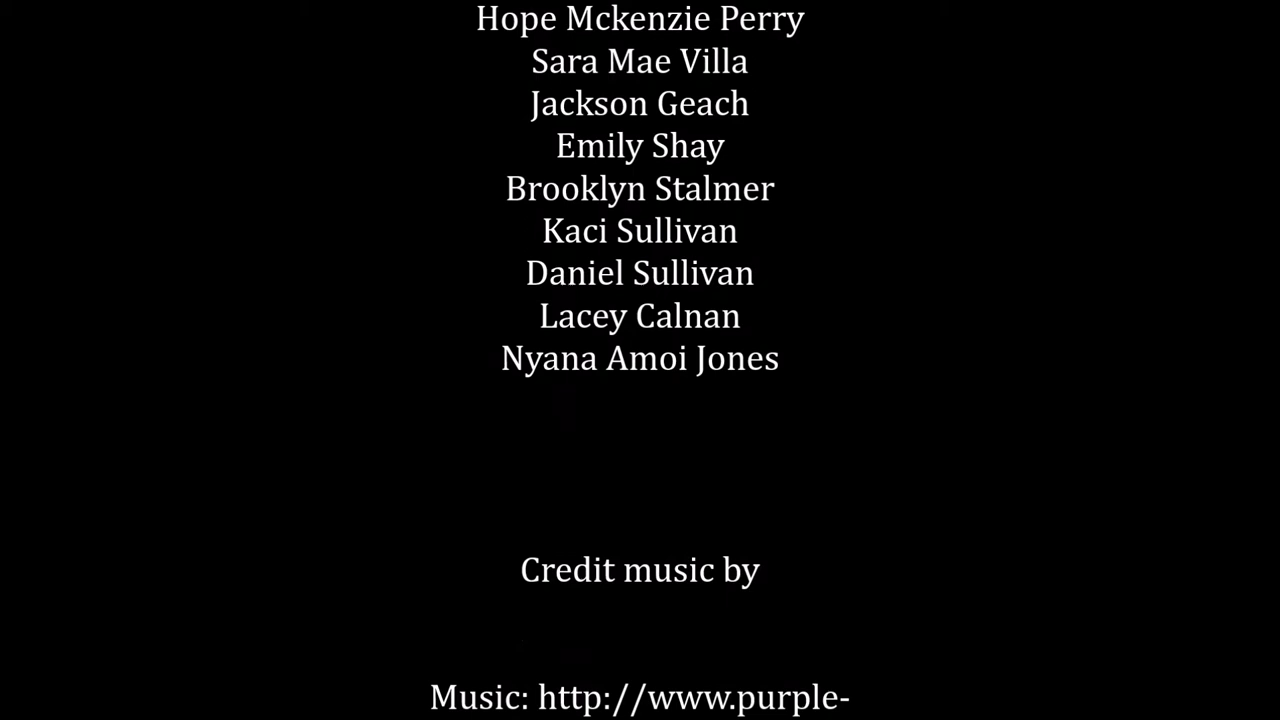 Hope Mckenzie Perry
Sara Mae Villa
Jackson Geach
Emily Shay
Brooklyn Stalmer
Kaci Sullivan
Daniel Sullivan
Lacey Calnan
Nyana Amoi Jones
Credit music by
Music: http://www.purple-